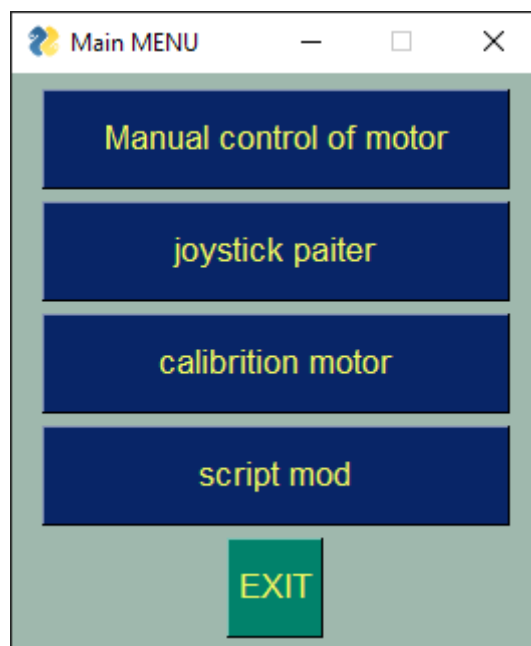 Main MENU
Manual control of motor
joystick paiter
calibrition motor
script mod
EXIT